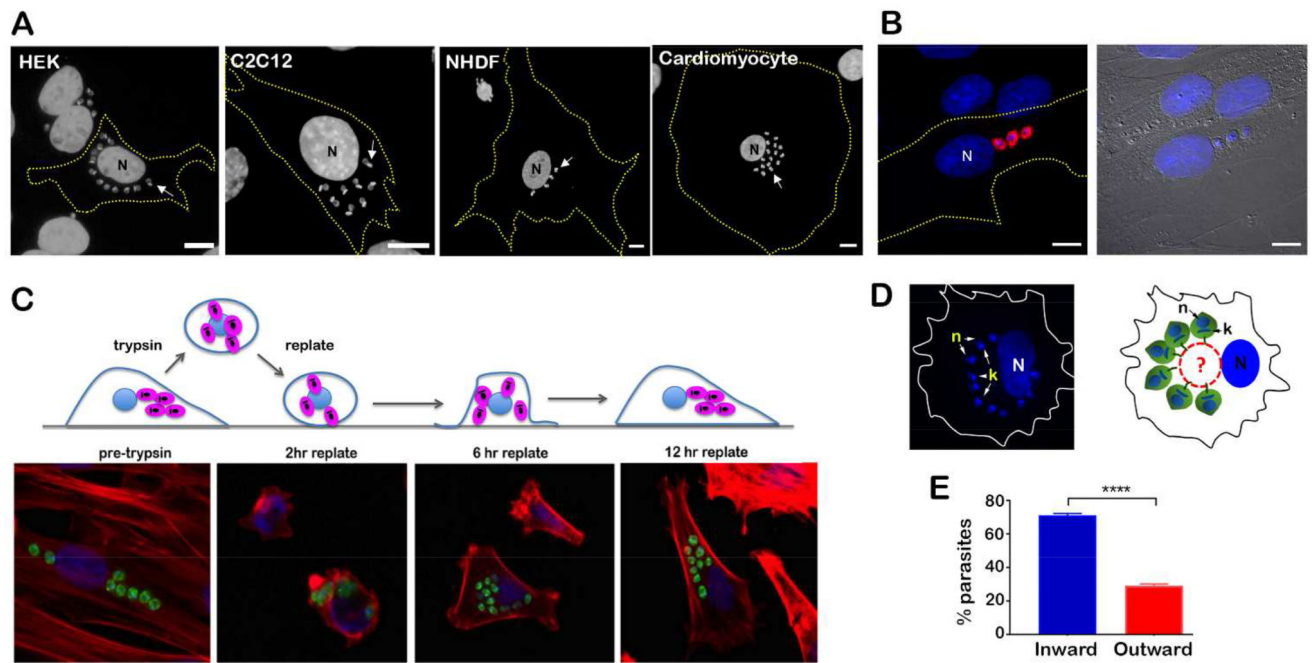 A
HEK
N
C2C12
N
NHDF
N
Cardiomyocyte
N
B
N
C
trypsin
replate
pre-trypsin
2hr replate
6 hr replate
12 hr replate
D
n
k
N
n
k
?
N
E
****
% parasites
80
60
40
20
0
Inward
Outward